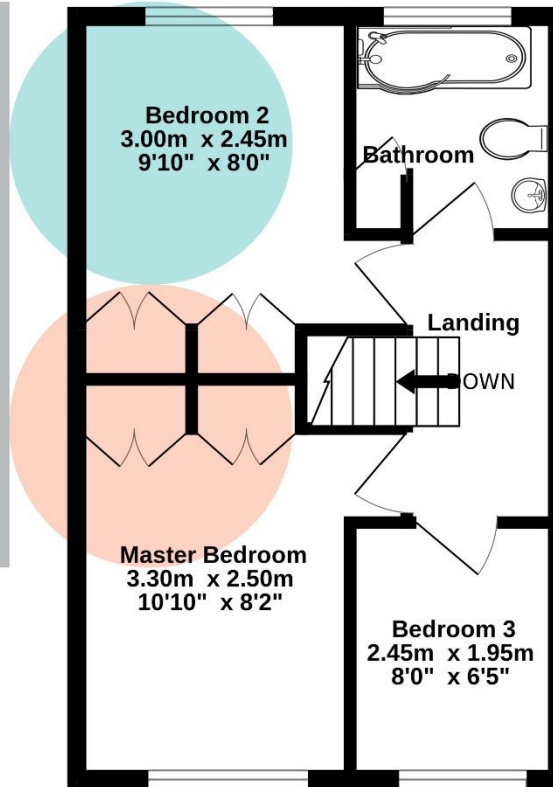 Bedroom 2
3.00m x 2.45m
9'10" x 8'0"
Bathroom
Landing
DOWN
Master Bedroom
3.30m x 2.50m
10'10" x 8'2"
Bedroom 3
2.45m x 1.95m
8'0" x 6'5"